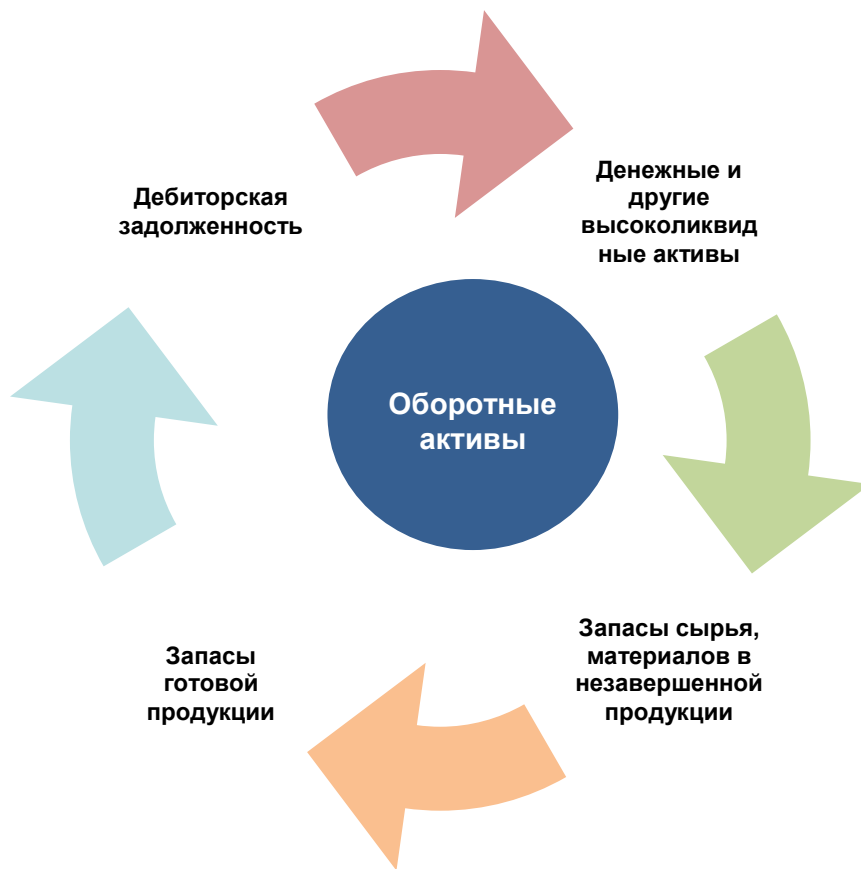 Дебиторская
задолженность
Денежные и
другие
высоколиквид
ные активы
Оборотные
активы
Запасы сырья,
материалов в
незавершенной
продукции
Запасы
готовой
продукции